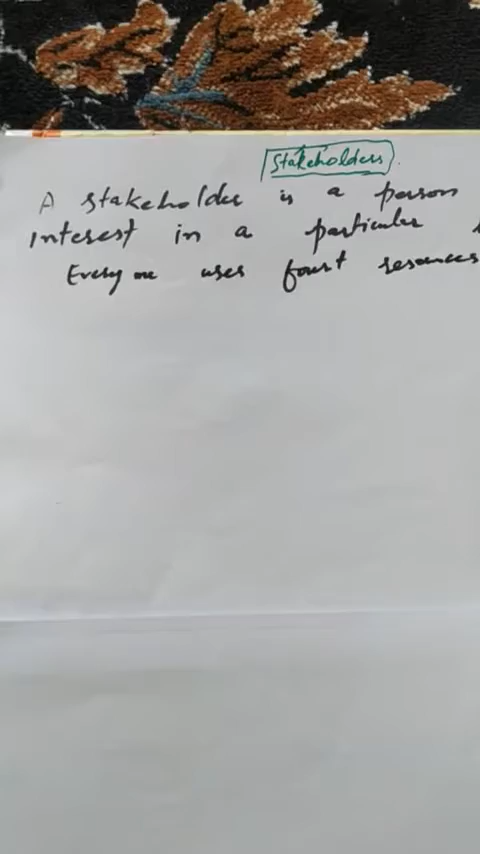 Stakeholders.
A stakeholder is a person
Interest in a particular
Every one uses forest resources